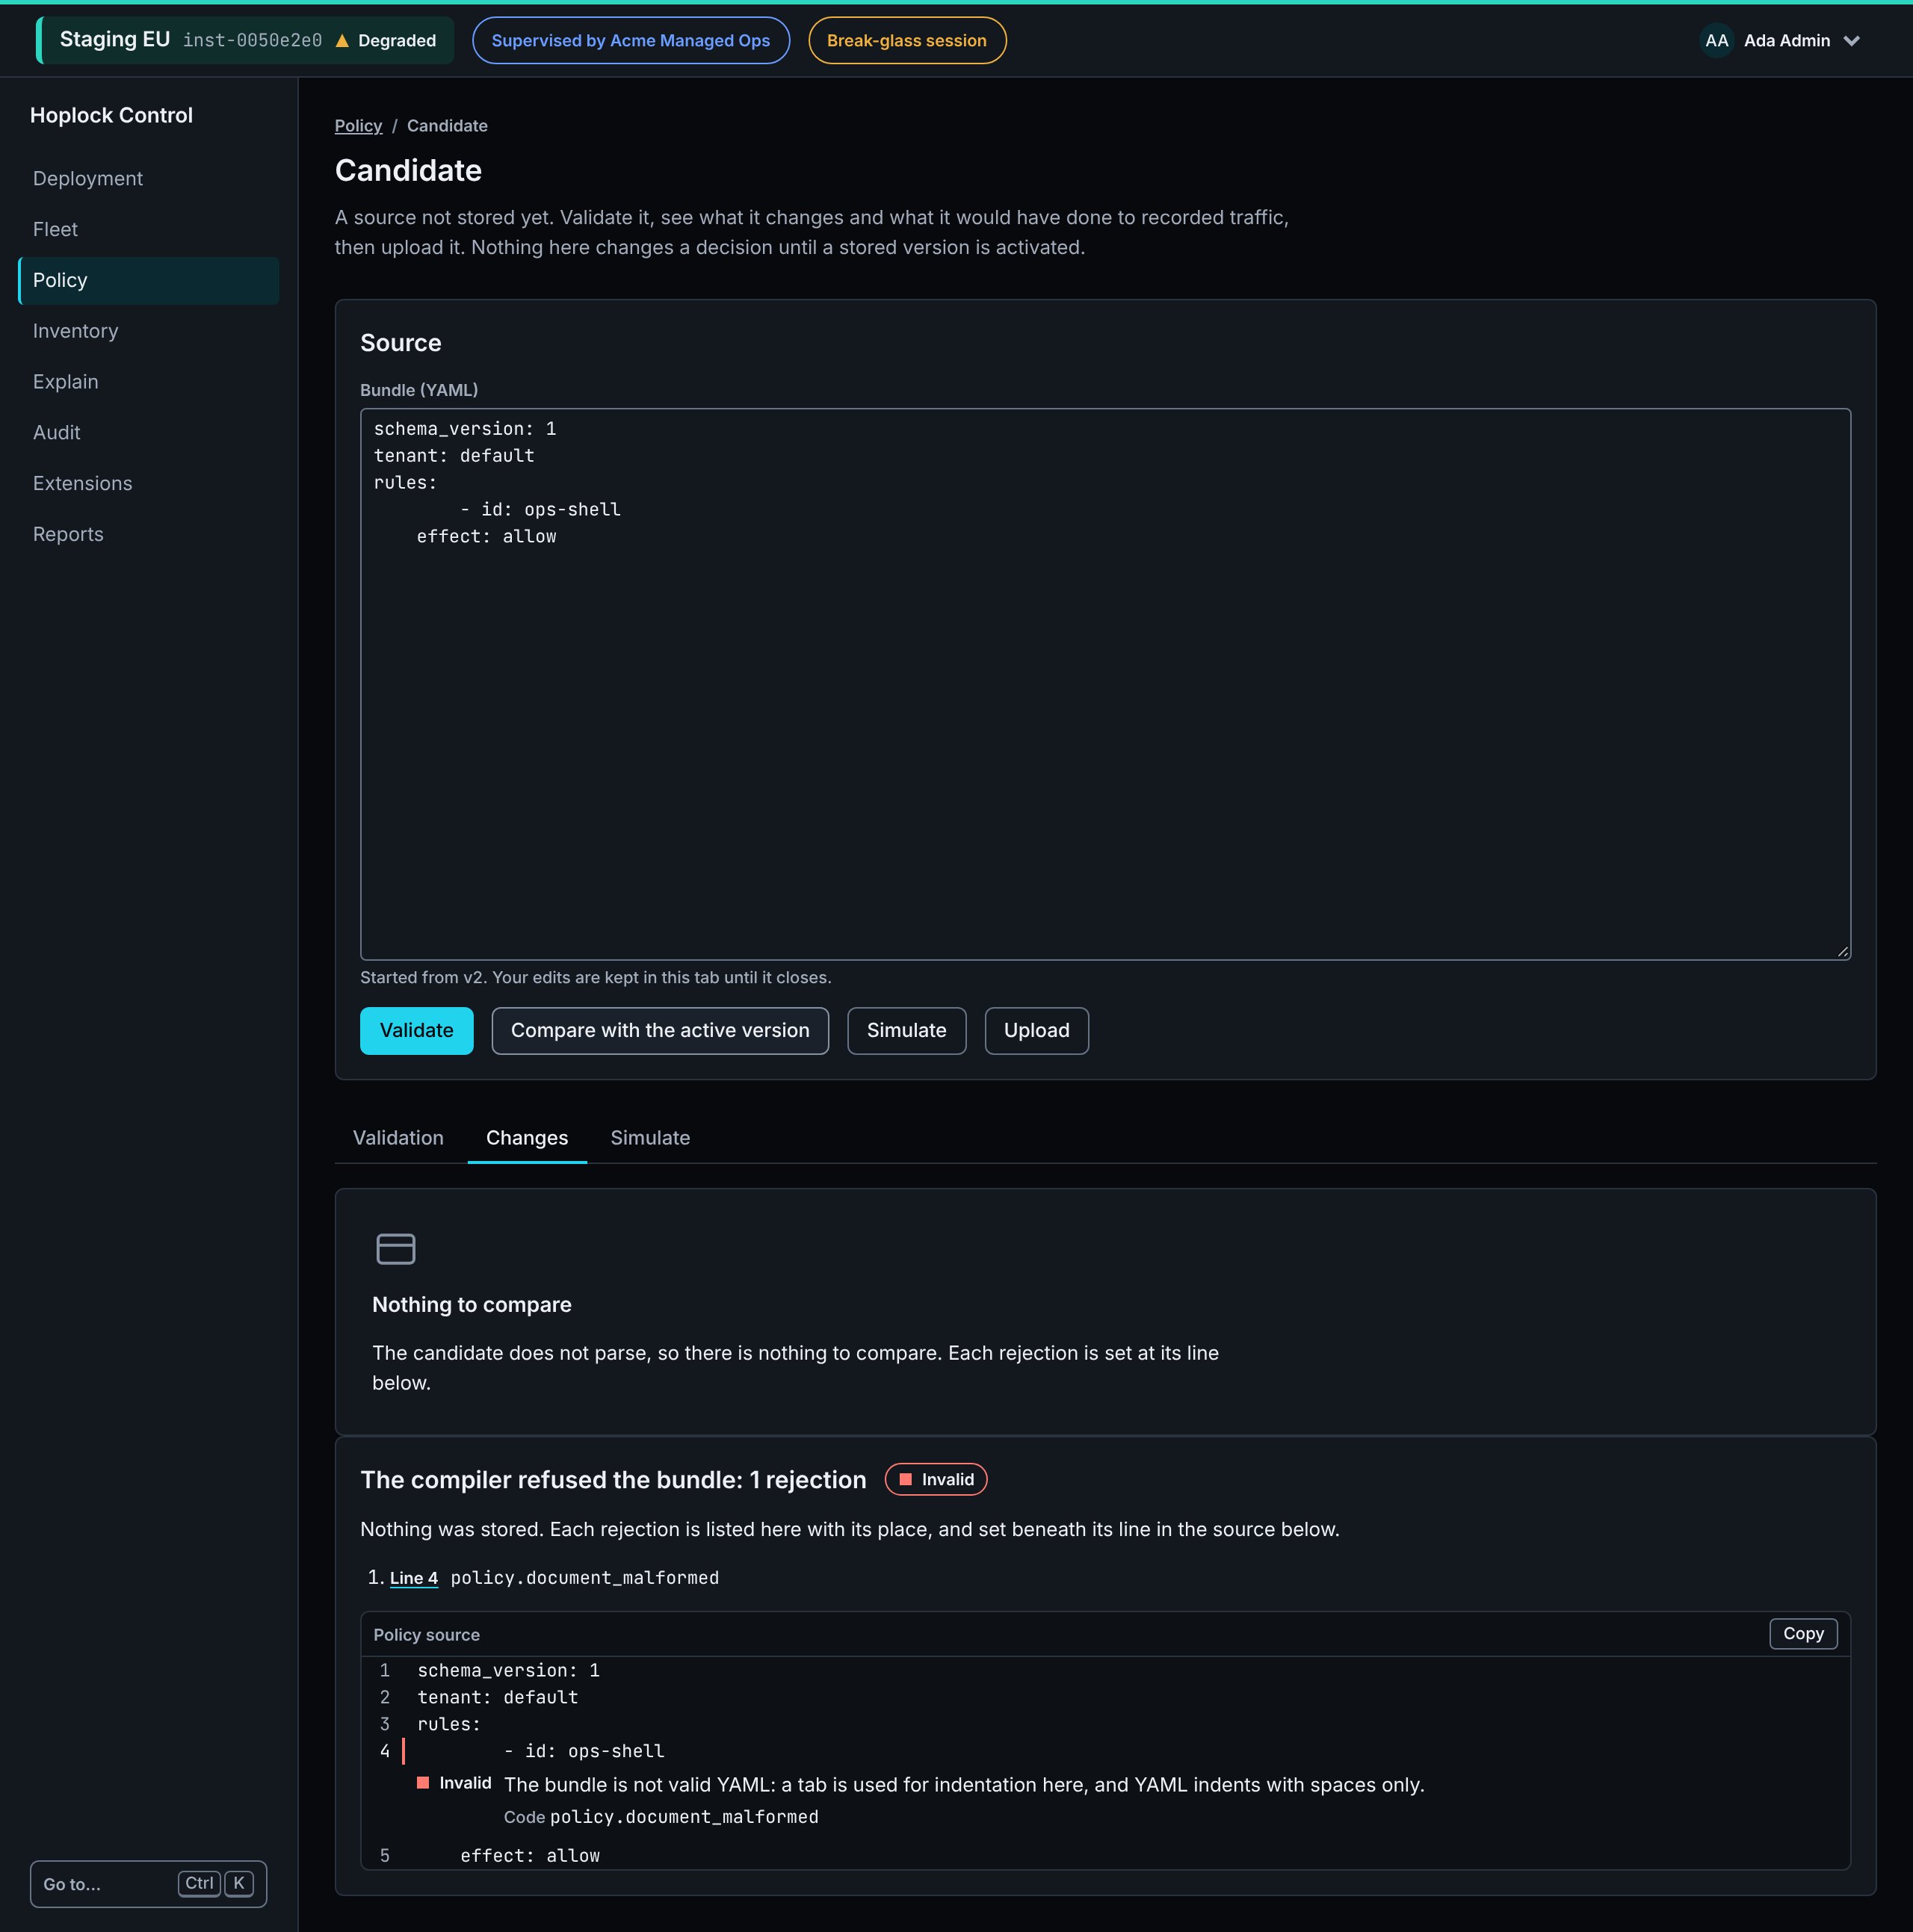 Staging EU inst-0050e2e0 Degraded
Supervised by Acme Managed Ops
Break-glass session
AA Ada Admin
Hoplock Control
Deployment
Fleet
Policy
Inventory
Explain
Audit
Extensions
Reports
Go to...
Ctrl K
Policy / Candidate
Candidate
A source not stored yet. Validate it, see what it changes and what it would have done to recorded traffic,
then upload it. Nothing here changes a decision until a stored version is activated.
Source
Bundle (YAML)
schema_version: 1
tenant: default
rules:
- id: ops-shell
effect: allow
Started from v2. Your edits are kept in this tab until it closes.
Validate
Compare with the active version
Simulate
Upload
Validation
Changes
Simulate
Nothing to compare
The candidate does not parse, so there is nothing to compare. Each rejection is set at its line
below.
The compiler refused the bundle: 1 rejection
Invalid
Nothing was stored. Each rejection is listed here with its place, and set beneath its line in the source below.
1. Line 4 policy.document_malformed
Policy source
Copy
1 schema_version: 1
2 tenant: default
3 rules:
4 - id: ops-shell
Invalid The bundle is not valid YAML: a tab is used for indentation here, and YAML indents with spaces only.
Code policy.document_malformed
5 effect: allow